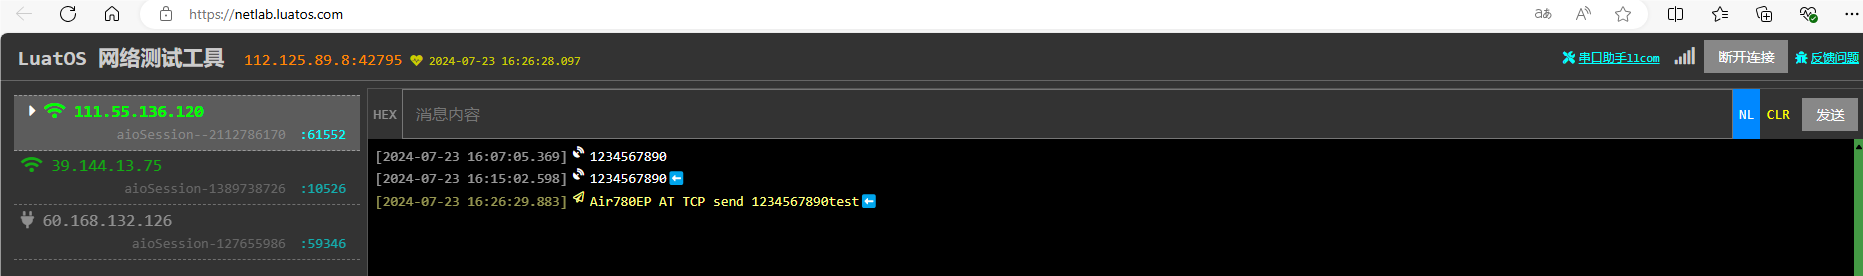 https://netlab.luatos.com
LuatOS 网络测试工具 112.125.89.8:42795 2024-07-23 16:26:28.097 串口助手llcom 断开连接 反馈问题
111.55.136.120
aioSession--2112786170 :61552
39.144.13.75
aioSession-1389738726 :10526
60.168.132.126
aioSession-127655986 :59346
HEX 消息内容 NL CLR 发送
[2024-07-23 16:07:05.369] 1234567890
[2024-07-23 16:15:02.598] 1234567890
[2024-07-23 16:26:29.883] Air780EP AT TCP send 1234567890test